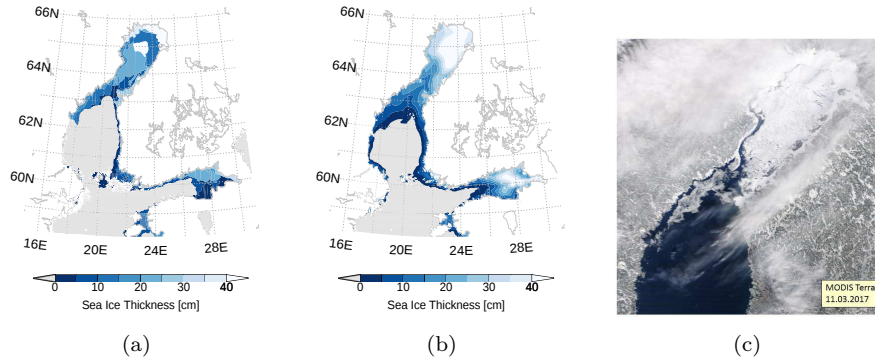 66N
64N
62N
60N
16E
20E
24E
28E
0
10
20
30
40
Sea Ice Thickness [cm]
(a)
66N
64N
62N
60N
16E
20E
24E
28E
0
10
20
30
40
Sea Ice Thickness [cm]
(b)
MODIS Terra
11.03.2017
(c)